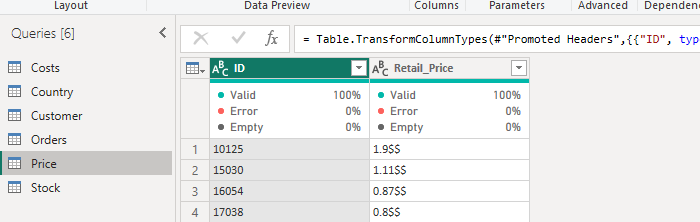 Layout Data Preview Columns Parameters Advanced
Queries [6]
= Table.TransformColumnTypes(#"Promoted Headers",{{"ID", typ
Costs
Country
Customer
Orders
Price
Stock
ABC ID ABC Retail_Price
Valid 100% Valid 100%
Error 0% Error 0%
Empty 0% Empty 0%
1 10125 1.9$$
2 15030 1.11$$
3 16054 0.87$$
4 17038 0.8$$